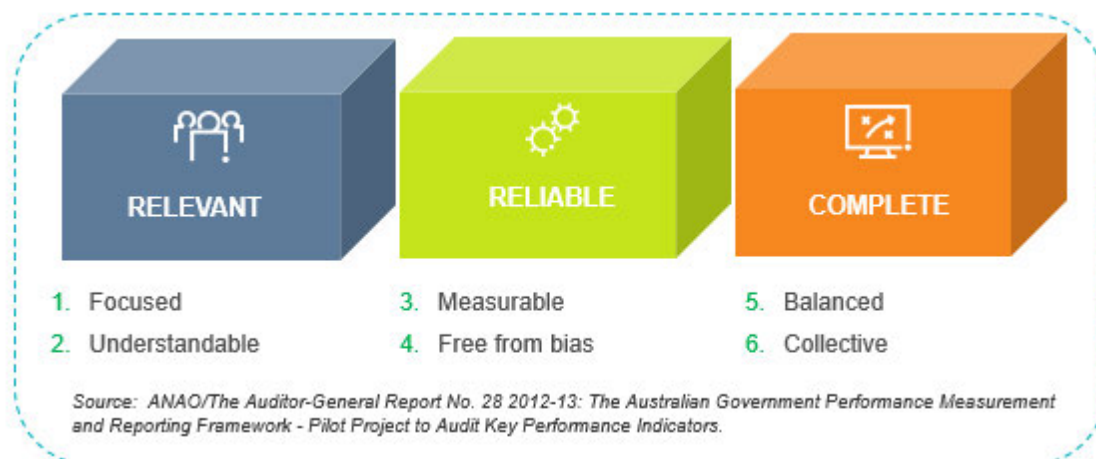 RELEVANT
RELIABLE
COMPLETE
1. Focused
2. Understandable
3. Measurable
4. Free from bias
5. Balanced
6. Collective
Source: ANAO/The Auditor-General Report No. 28 2012-13: The Australian Government Performance Measurement
and Reporting Framework - Pilot Project to Audit Key Performance Indicators.